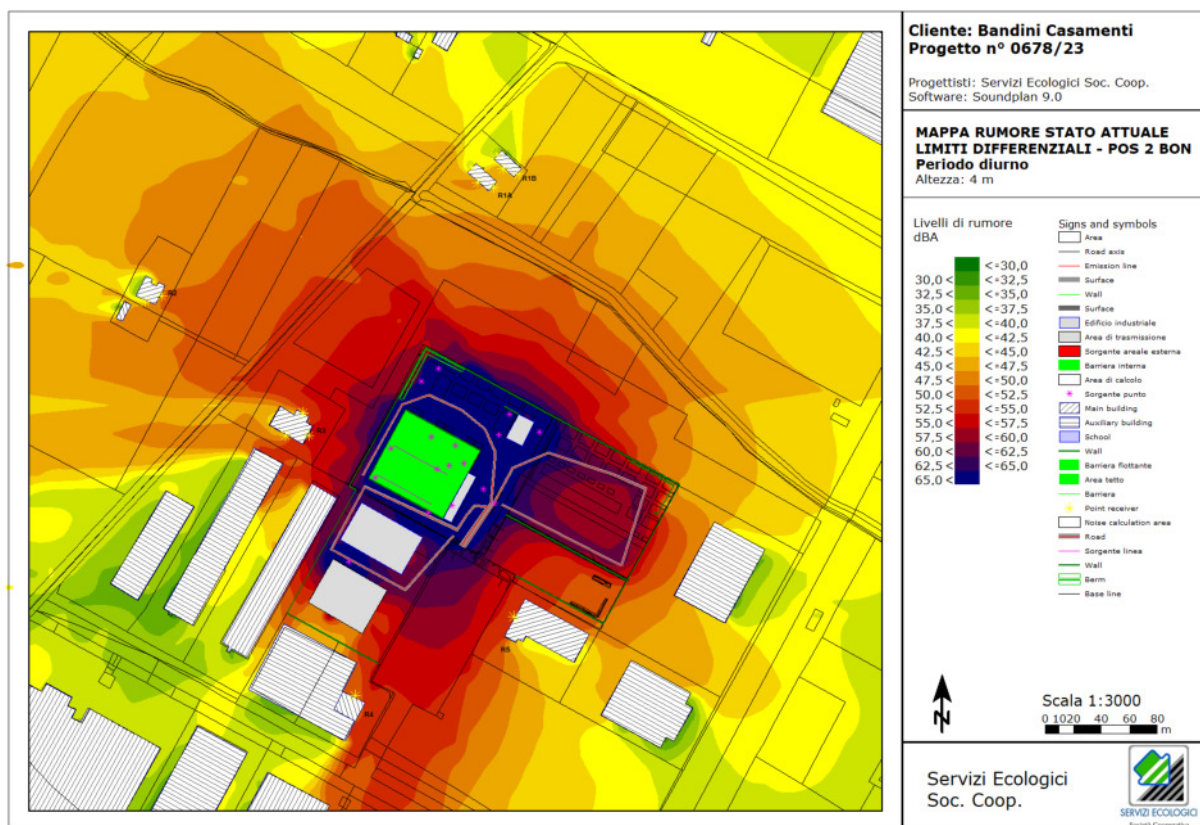 Cliente: Bandini Casamenti
Progetto n° 0678/23
Progettisti: Servizi Ecologici Soc. Coop.
Software: Soundplan 9.0
MAPPA RUMORE STATO ATTUALE
LIMITI DIFFERENZIALI - POS 2 BON
Periodo diurno
Altezza: 4 m
Livelli di rumore
dBA
<=30,0
30,0 < <=32,5
32,5 < <=35,0
35,0 < <=37,5
37,5 < <=40,0
40,0 < <=42,5
42,5 < <=45,0
45,0 < <=47,5
47,5 < <=50,0
50,0 < <=52,5
52,5 < <=55,0
55,0 < <=57,5
57,5 < <=60,0
60,0 < <=62,5
62,5 < <=65,0
65,0 <
Signs and symbols
Area
Road axis
Emission line
Surface
Wall
Surface
Edificio industriale
Area di trasmissione
Sorgente areale esterna
Barriera interna
Area di calcolo
Sorgente punto
Main building
Auxiliary building
School
Wall
Barriera flottante
Area tetto
Barriera
Point receiver
Noise calculation area
Road
Sorgente linea
Wall
Berm
Base line
R1B
R1A
R2
R3
R5
R4
N
Scala 1:3000
0 1020 40 60 80
m
Servizi Ecologici
Soc. Coop.
SERVIZI ECOLOGICI
Società Cooperativa